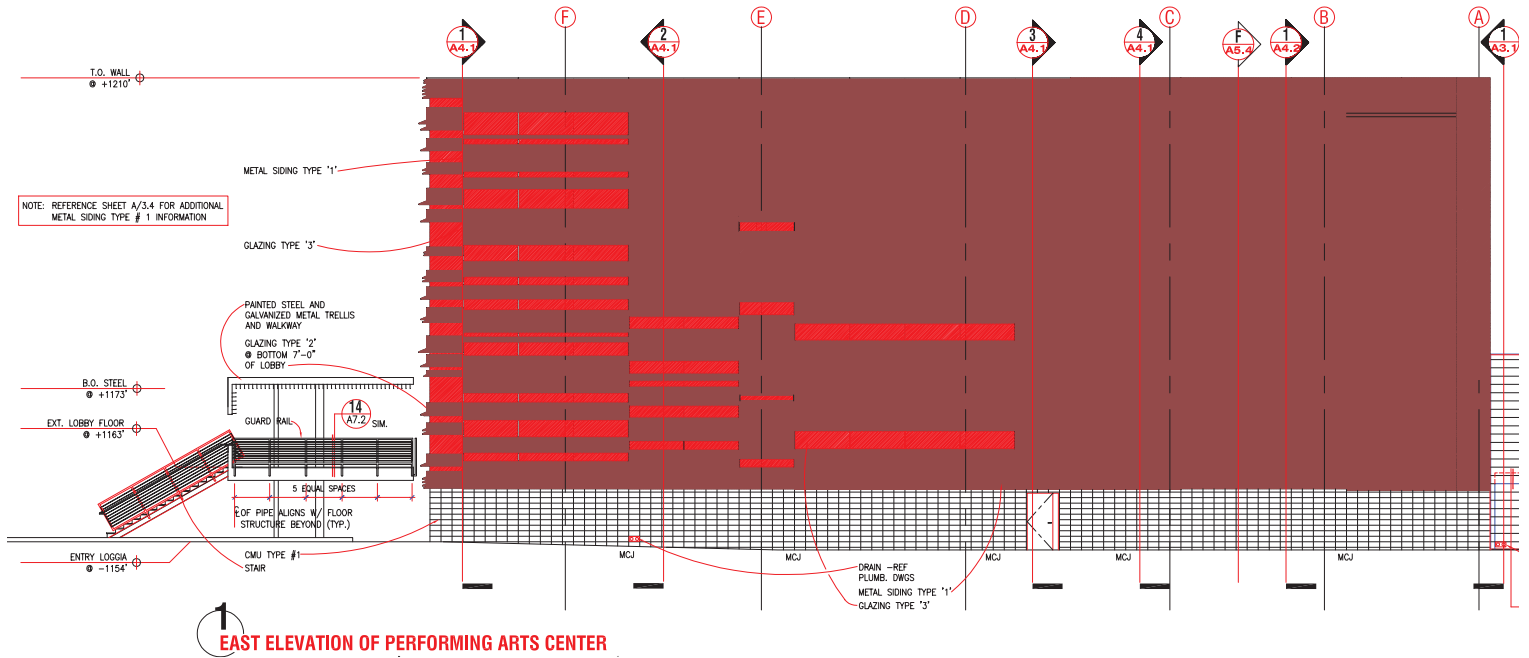 F
E
D
C
B
A
1
A4.1
2
A4.1
3
A4.1
4
A4.1
F
A5.4
1
A4.2
1
A3.1
T.O. WALL
@ +1210'
METAL SIDING TYPE '1'
NOTE: REFERENCE SHEET A/3.4 FOR ADDITIONAL
METAL SIDING TYPE # 1 INFORMATION
GLAZING TYPE '3'
PAINTED STEEL AND
GALVANIZED METAL TRELLIS
AND WALKWAY
GLAZING TYPE '2'
@ BOTTOM 7'-0"
OF LOBBY
B.O. STEEL
@ +1173'
EXT. LOBBY FLOOR
@ +1163'
GUARD RAIL
14
A7.2
SIM.
5 EQUAL SPACES
℄ OF PIPE ALIGNS W/ FLOOR
STRUCTURE BEYOND (TYP.)
ENTRY LOGGIA
@ -1154'
CMU TYPE #1
STAIR
MCJ
MCJ
MCJ
MCJ
MCJ
DRAIN -REF
PLUMB. DWGS
METAL SIDING TYPE '1'
GLAZING TYPE '3'
1
EAST ELEVATION OF PERFORMING ARTS CENTER